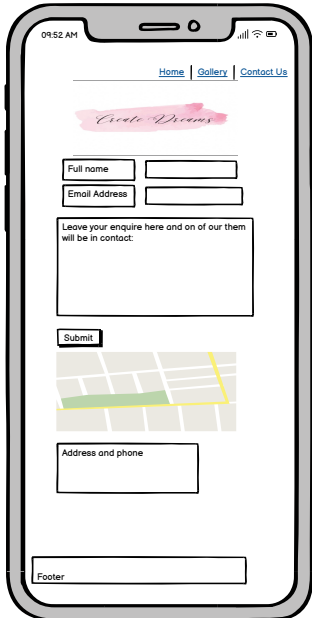 09:52 AM
Home | Gallery | Contact Us
Create Dreams
Full name
Email Address
Leave your enquire here and on of our them
will be in contact:
Submit
Address and phone
Footer